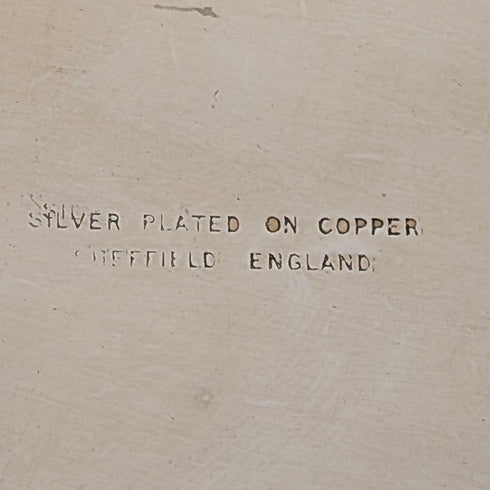 SILVER PLATED ON COPPER
SHEFFIELD ENGLAND